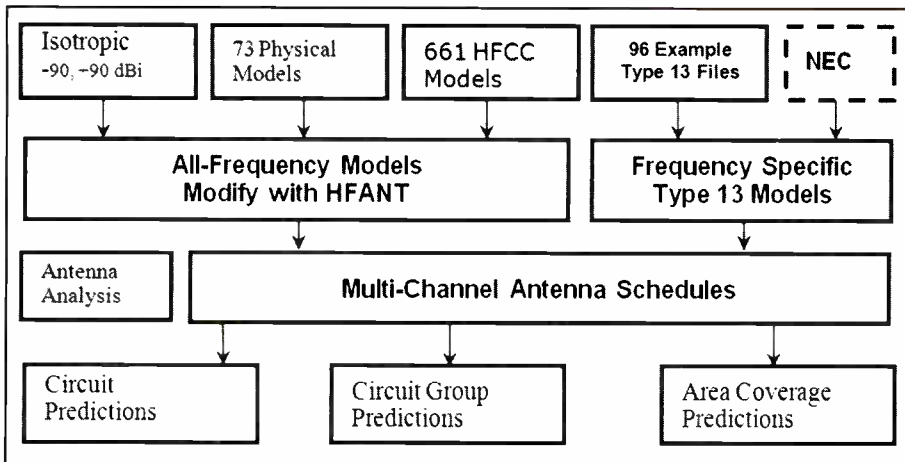 Isotropic
-90, -90 dBi
73 Physical
Models
661 HFCC
Models
96 Example
Type 13 Files
NEC
All-Frequency Models
Modify with HFANT
Frequency Specific
Type 13 Models
Antenna
Analysis
Multi-Channel Antenna Schedules
Circuit
Predictions
Circuit Group
Predictions
Area Coverage
Predictions